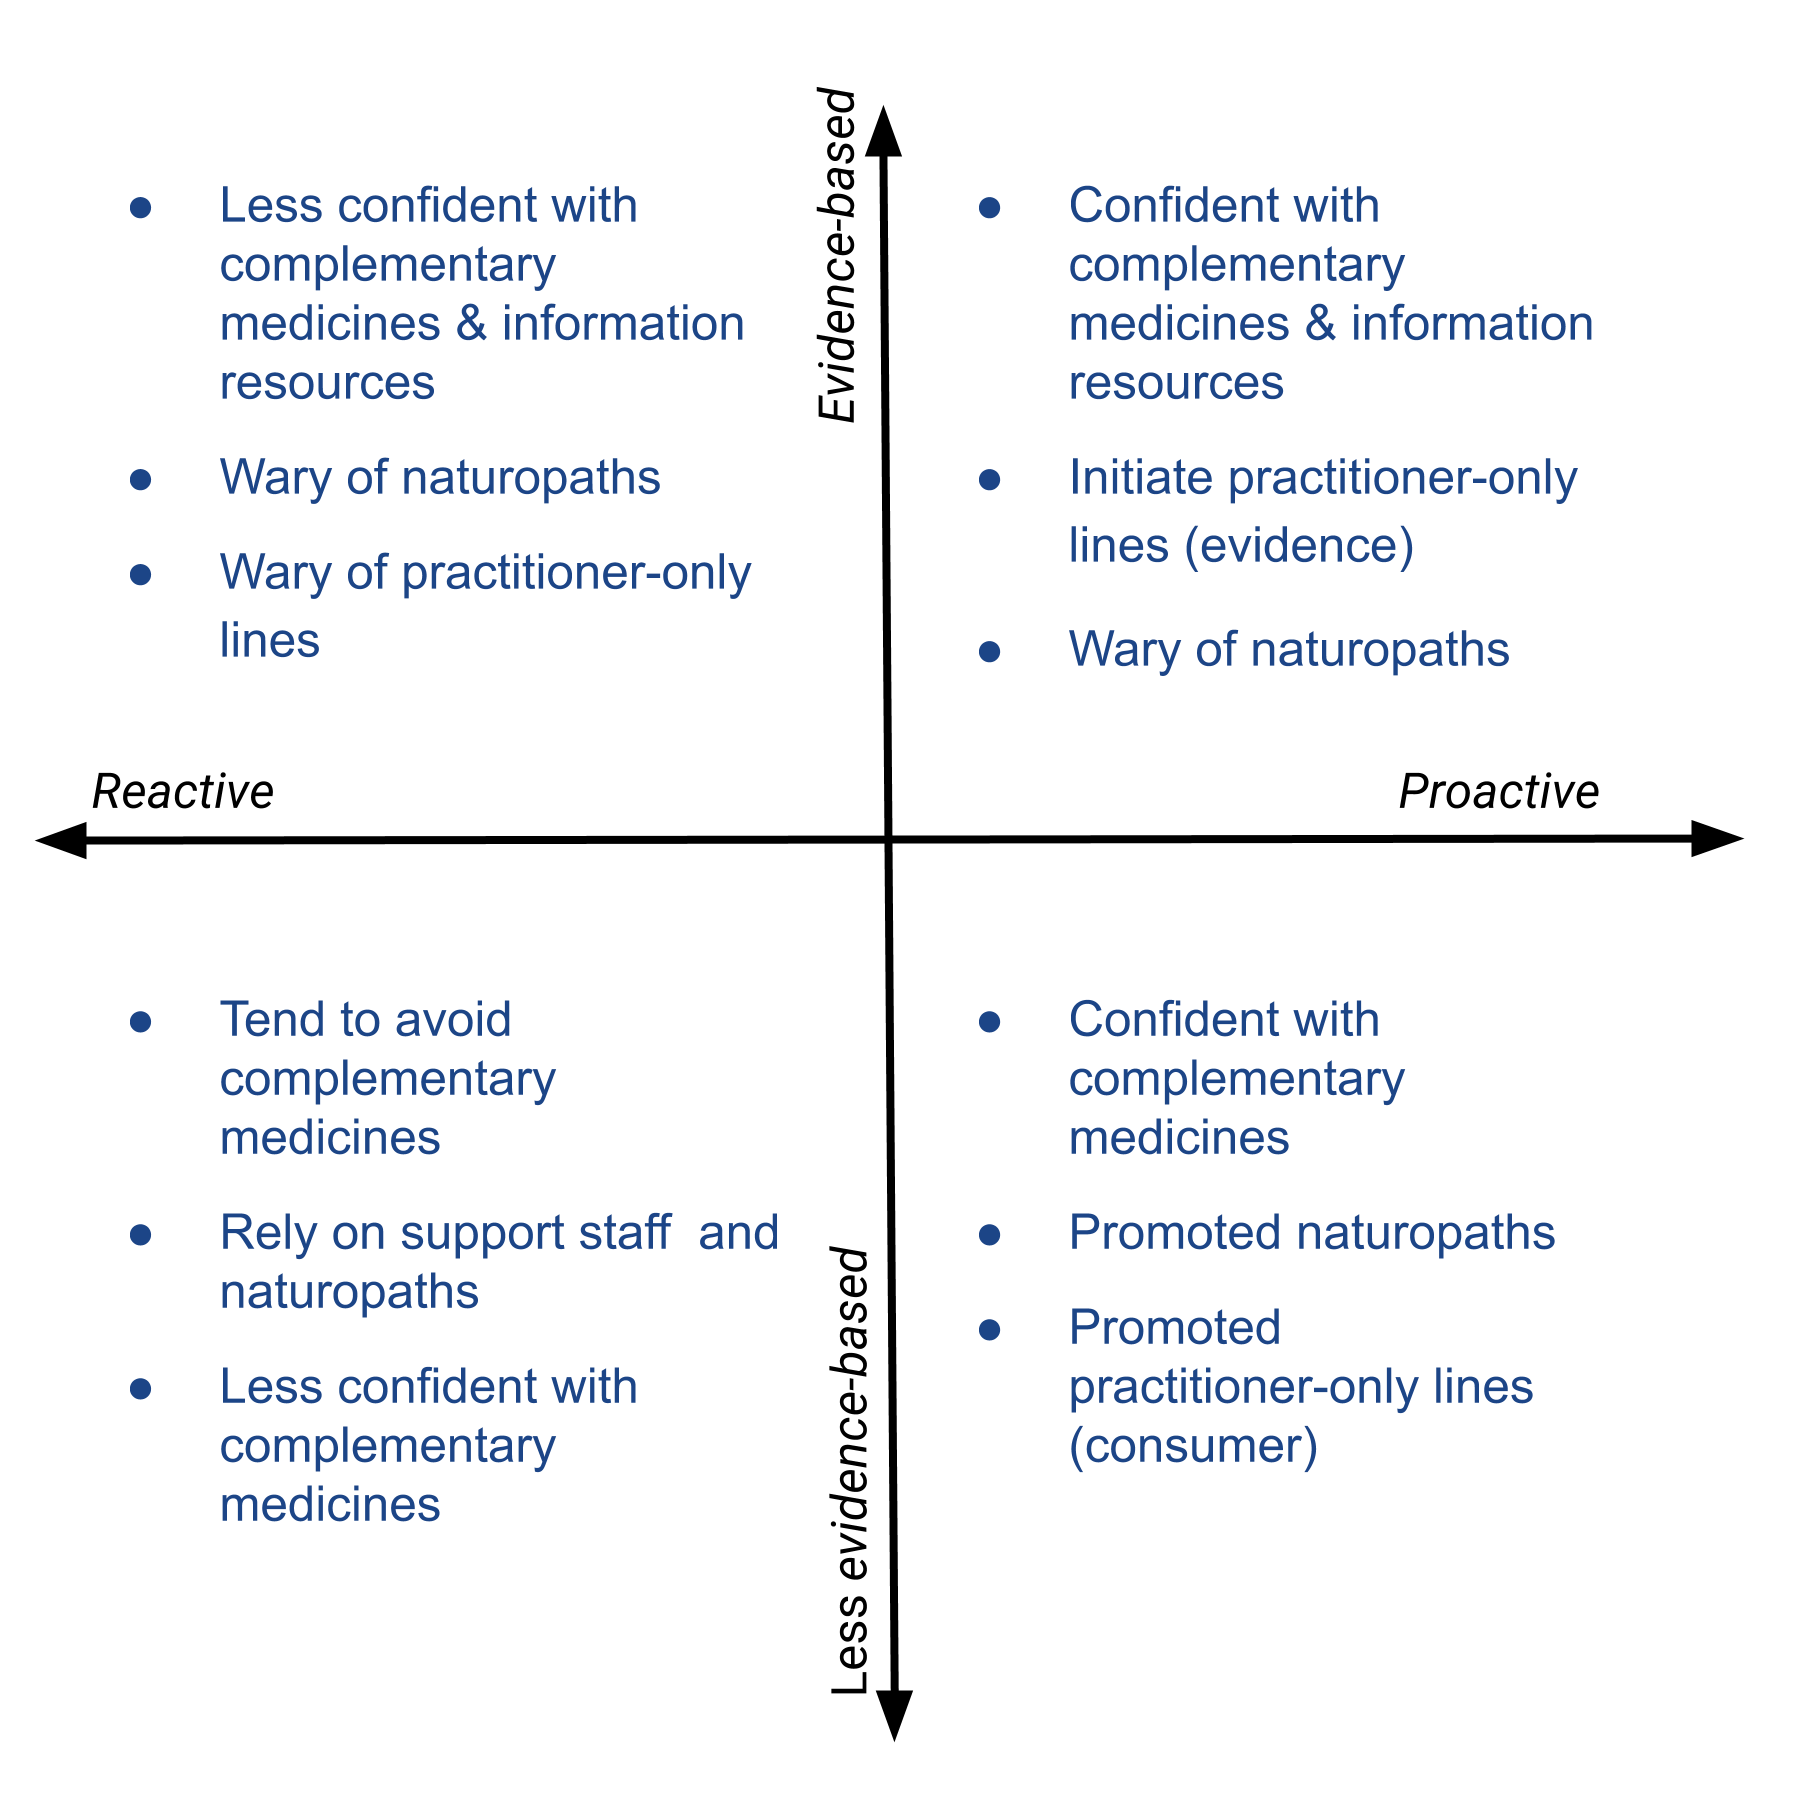 Evidence-based
Less confident with
complementary
medicines & information
resources
Wary of naturopaths
Wary of practitioner-only
lines
Confident with
complementary
medicines & information
resources
Initiate practitioner-only
lines (evidence)
Wary of naturopaths
Reactive
Proactive
Tend to avoid
complementary
medicines
Rely on support staff  and
naturopaths
Less confident with
complementary
medicines
Less evidence-based
Confident with
complementary
medicines
Promoted naturopaths
Promoted
practitioner-only lines
(consumer)